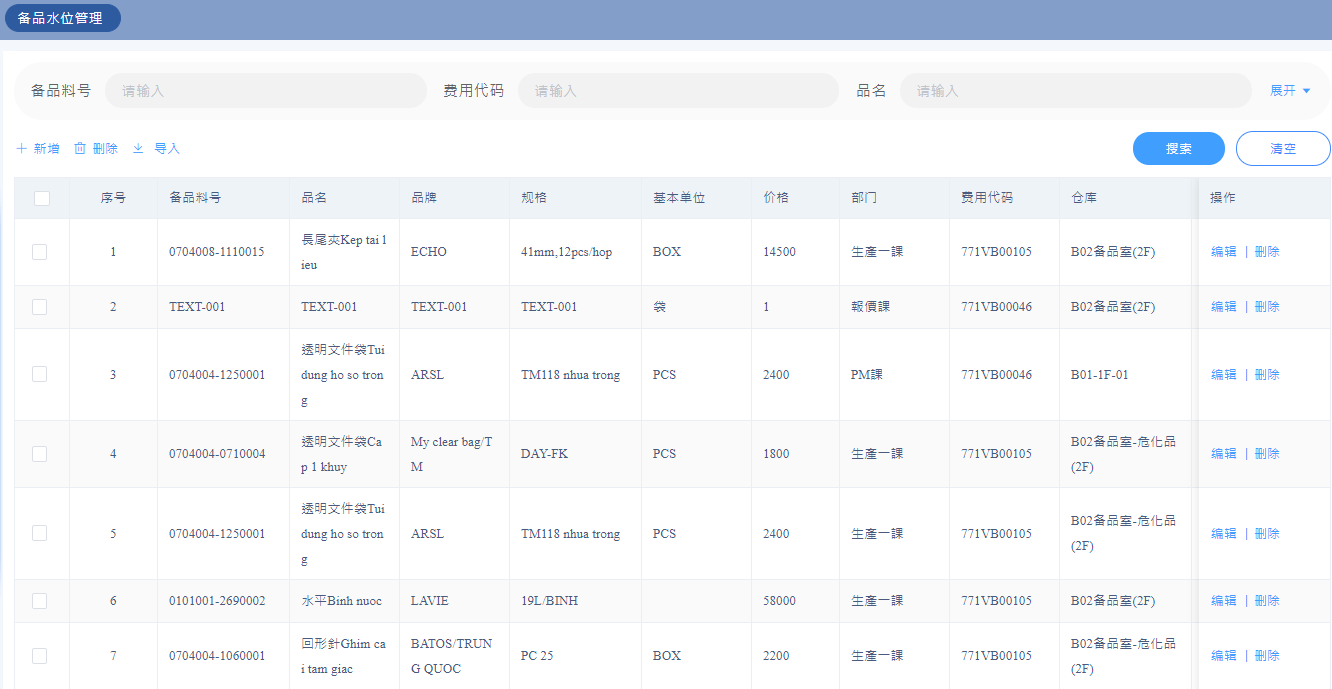 备品水位管理
备品料号 请输入 费用代码 请输入 品名 请输入 展开
新增 删除 导入 搜索 清空
序号 备品料号 品名 品牌 规格 基本单位 价格 部门 费用代码 仓库 操作
1 0704008-1110015 長尾夾Kep tai l ECHO 41mm,12pcs/hop BOX 14500 生產一課 771VB00105 B02备品室(2F) 编辑 | 删除
ieu
2 TEXT-001 TEXT-001 TEXT-001 TEXT-001 袋 1 報價課 771VB00046 B02备品室(2F) 编辑 | 删除
透明文件袋Tui
3 0704004-1250001 dung ho so tron ARSL TM118 nhua trong PCS 2400 PM課 771VB00046 B01-1F-01 编辑 | 删除
g
4 0704004-0710004 透明文件袋Ca My clear bag/T DAY-FK PCS 1800 生產一課 771VB00105 B02备品室-危化品 编辑 | 删除
p 1 khuy M (2F)
透明文件袋Tui
5 0704004-1250001 dung ho so tron ARSL TM118 nhua trong PCS 2400 生產一課 771VB00105 B02备品室-危化品 编辑 | 删除
g (2F)
6 0101001-2690002 水平Binh nuoc LAVIE 19L/BINH 58000 生產一課 771VB00105 B02备品室(2F) 编辑 | 删除
7 0704004-1060001 回形針Ghim ca BATOS/TRUN PC 25 BOX 2200 生產一課 771VB00105 B02备品室-危化品 编辑 | 删除
i tam giac G QUOC (2F)